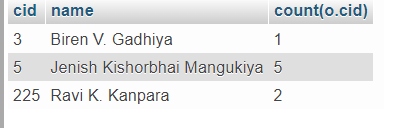 cid name count(o.cid)
3 Biren V. Gadhiya 1
5 Jenish Kishorbhai Mangukiya 5
225 Ravi K. Kanpara 2